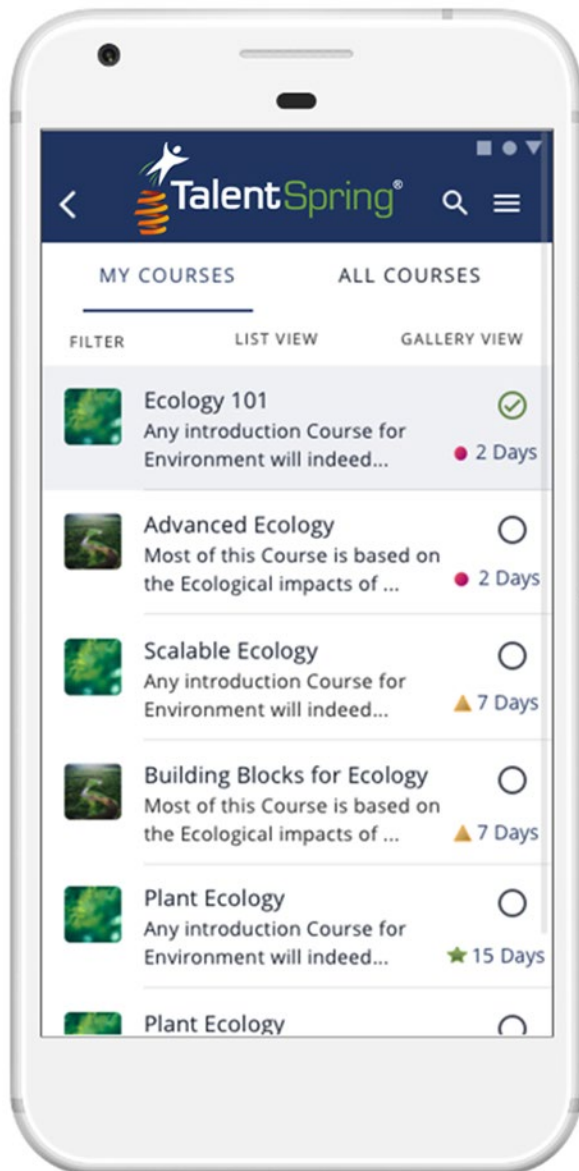 TalentSpring®
MY COURSES ALL COURSES
FILTER LIST VIEW GALLERY VIEW
Ecology 101
Any introduction Course for
Environment will indeed...
2 Days
Advanced Ecology
Most of this Course is based on
the Ecological impacts of ...
2 Days
Scalable Ecology
Any introduction Course for
Environment will indeed...
7 Days
Building Blocks for Ecology
Most of this Course is based on
the Ecological impacts of ...
7 Days
Plant Ecology
Any introduction Course for
Environment will indeed...
15 Days
Plant Ecology